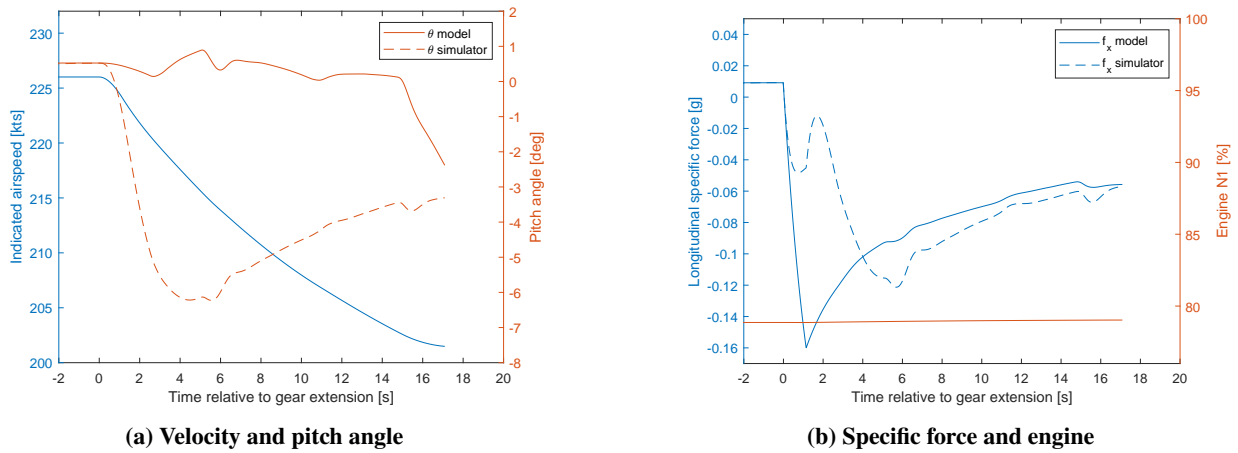 230
225
220
215
210
205
200
Indicated airspeed [kts]
2
1
0
-1
-2
-3
-4
-5
-6
-7
-8
Pitch angle [deg]
θ model
θ simulator
-2 0 2 4 6 8 10 12 14 16 18 20
Time relative to gear extension [s]
(a) Velocity and pitch angle
0.04
0.02
0
-0.02
-0.04
-0.06
-0.08
-0.1
-0.12
-0.14
-0.16
Longitudinal specific force [g]
100
95
90
85
80
Engine N1 [%]
f_x model
f_x simulator
-2 0 2 4 6 8 10 12 14 16 18 20
Time relative to gear extension [s]
(b) Specific force and engine